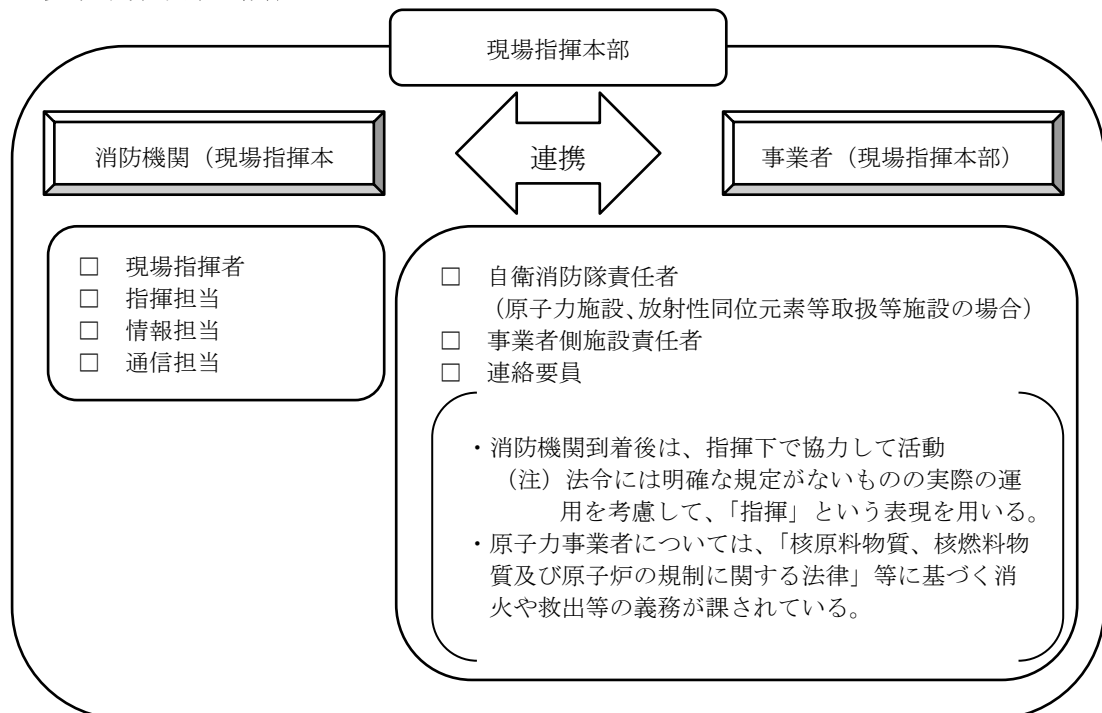 現場指揮本部
消防機関（現場指揮本
連携
事業者（現場指揮本部）
□ 現場指揮者
□ 指揮担当
□ 情報担当
□ 通信担当
□ 自衛消防隊責任者
（原子力施設、放射性同位元素等取扱等施設の場合）
□ 事業者側施設責任者
□ 連絡要員
・消防機関到着後は、指揮下で協力して活動
（注）法令には明確な規定がないものの実際の運
用を考慮して、「指揮」という表現を用いる。
・原子力事業者については、「核原料物質、核燃料物
質及び原子炉の規制に関する法律」等に基づく消
火や救出等の義務が課されている。